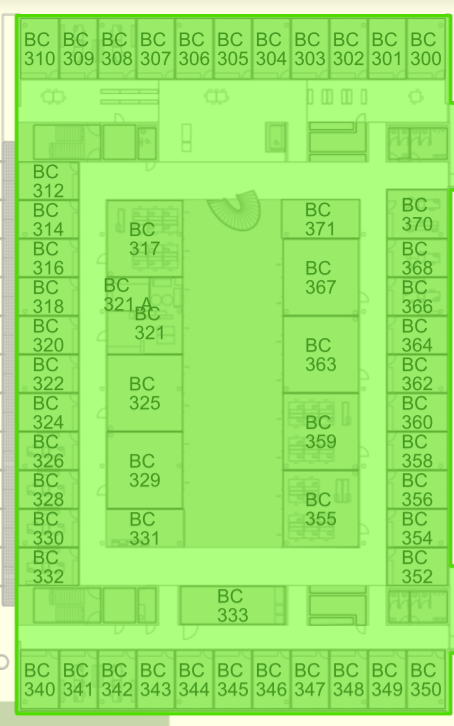 BC 310
BC 309
BC 308
BC 307
BC 306
BC 305
BC 304
BC 303
BC 302
BC 301
BC 300
BC 312
BC 314
BC 316
BC 318
BC 320
BC 322
BC 324
BC 326
BC 328
BC 330
BC 332
BC 317
BC 321 A
BC 321
BC 325
BC 329
BC 331
BC 371
BC 367
BC 363
BC 359
BC 355
BC 370
BC 368
BC 366
BC 364
BC 362
BC 360
BC 358
BC 356
BC 354
BC 352
BC 333
BC 340
BC 341
BC 342
BC 343
BC 344
BC 345
BC 346
BC 347
BC 348
BC 349
BC 350